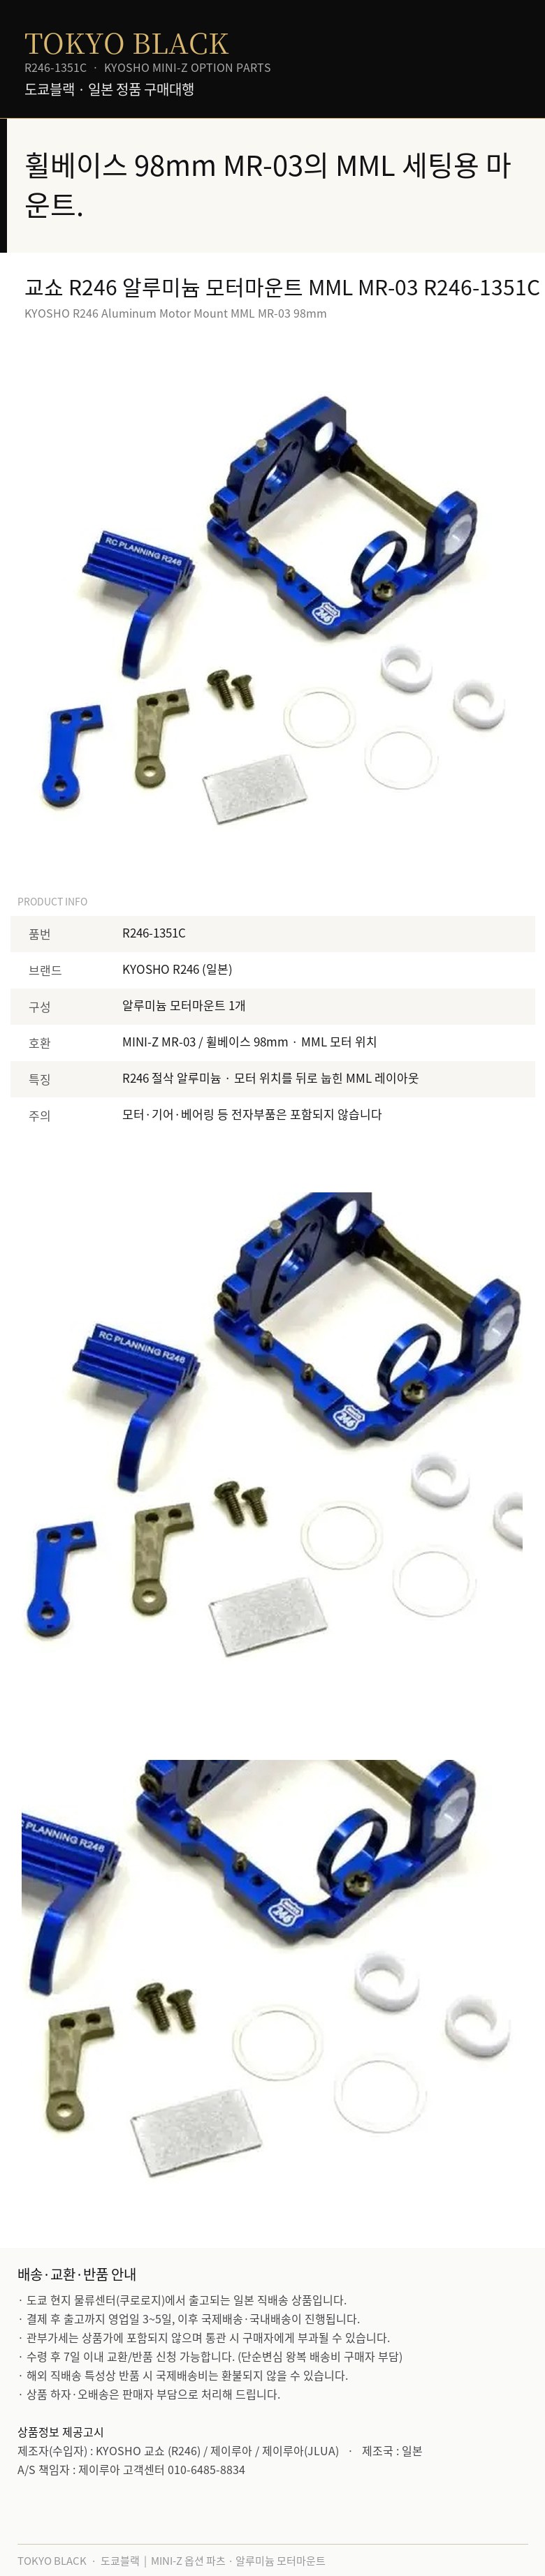 TOKYO BLACK
R246-1351C · KYOSHO MINI-Z OPTION PARTS
도쿄블랙 · 일본 정품 구매대행
휠베이스 98mm MR-03의 MML 세팅용 마
운트.
교쇼 R246 알루미늄 모터마운트 MML MR-03 R246-1351C
KYOSHO R246 Aluminum Motor Mount MML MR-03 98mm
RC PLANNING R246
246
PRODUCT INFO
품번 R246-1351C
브랜드 KYOSHO R246 (일본)
구성 알루미늄 모터마운트 1개
호환 MINI-Z MR-03 / 휠베이스 98mm · MML 모터 위치
특징 R246 절삭 알루미늄 · 모터 위치를 뒤로 눕힌 MML 레이아웃
주의 모터·기어·베어링 등 전자부품은 포함되지 않습니다
RC PLANNING R246
246
PLANNING R246
246
배송·교환·반품 안내
· 도쿄 현지 물류센터(쿠로로지)에서 출고되는 일본 직배송 상품입니다.
· 결제 후 출고까지 영업일 3~5일, 이후 국제배송·국내배송이 진행됩니다.
· 관부가세는 상품가에 포함되지 않으며 통관 시 구매자에게 부과될 수 있습니다.
· 수령 후 7일 이내 교환/반품 신청 가능합니다. (단순변심 왕복 배송비 구매자 부담)
· 해외 직배송 특성상 반품 시 국제배송비는 환불되지 않을 수 있습니다.
· 상품 하자·오배송은 판매자 부담으로 처리해 드립니다.
상품정보 제공고시
제조자(수입자) : KYOSHO 교쇼 (R246) / 제이루아 / 제이루아(JLUA) · 제조국 : 일본
A/S 책임자 : 제이루아 고객센터 010-6485-8834
TOKYO BLACK · 도쿄블랙 | MINI-Z 옵션 파츠 · 알루미늄 모터마운트